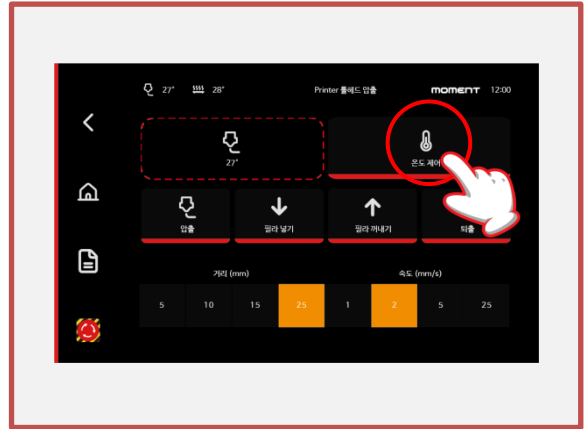 27° 28° Printer 툴헤드 압출 moment 12:00
27° 온도 제어
압출 필라 넣기 필라 꺼내기 퇴출
거리 (mm) 속도 (mm/s)
5 10 15 25 1 2 5 25